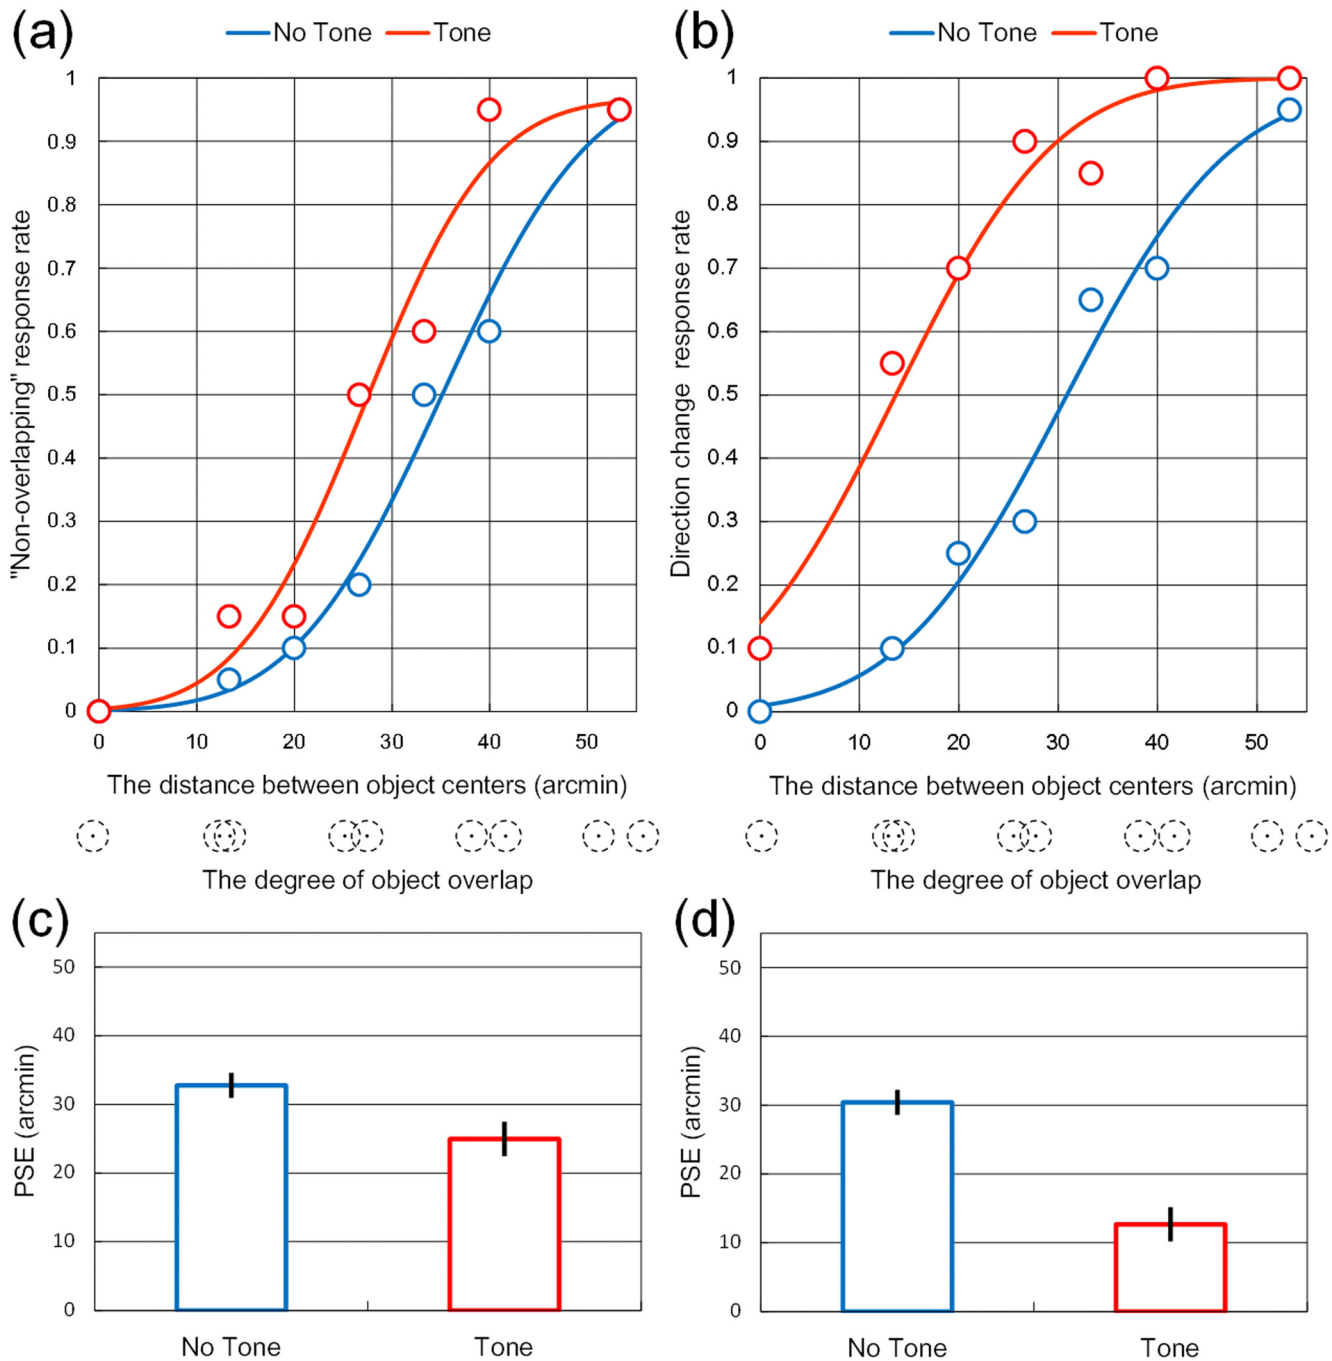 (a)
No Tone
Tone
1
0.9
0.8
0.7
0.6
0.5
0.4
0.3
0.2
0.1
0
"Non-overlapping" response rate
0 10 20 30 40 50
The distance between object centers (arcmin)
The degree of object overlap
(b)
No Tone
Tone
1
0.9
0.8
0.7
0.6
0.5
0.4
0.3
0.2
0.1
0
Direction change response rate
0 10 20 30 40 50
The distance between object centers (arcmin)
The degree of object overlap
(c)
50
40
30
20
10
0
PSE (arcmin)
No Tone Tone
(d)
50
40
30
20
10
0
PSE (arcmin)
No Tone Tone